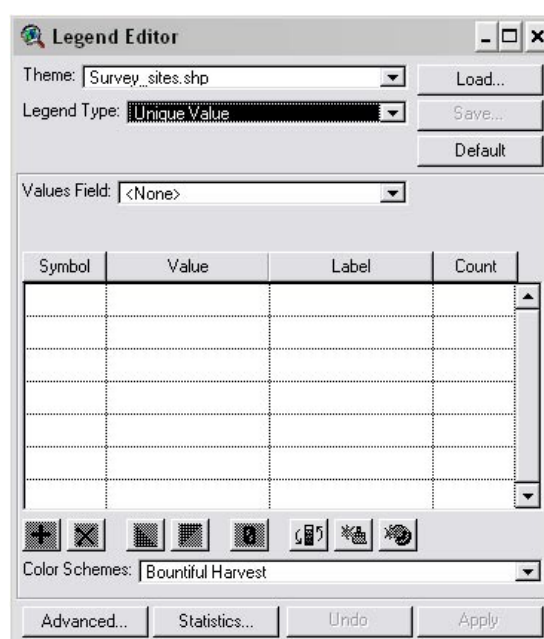 Legend Editor
Theme: Survey_sites.shp
Load...
Legend Type: Unique Value
Save...
Default
Values Field: <None>
Symbol Value Label Count
Color Schemes: Bountiful Harvest
Advanced... Statistics... Undo Apply